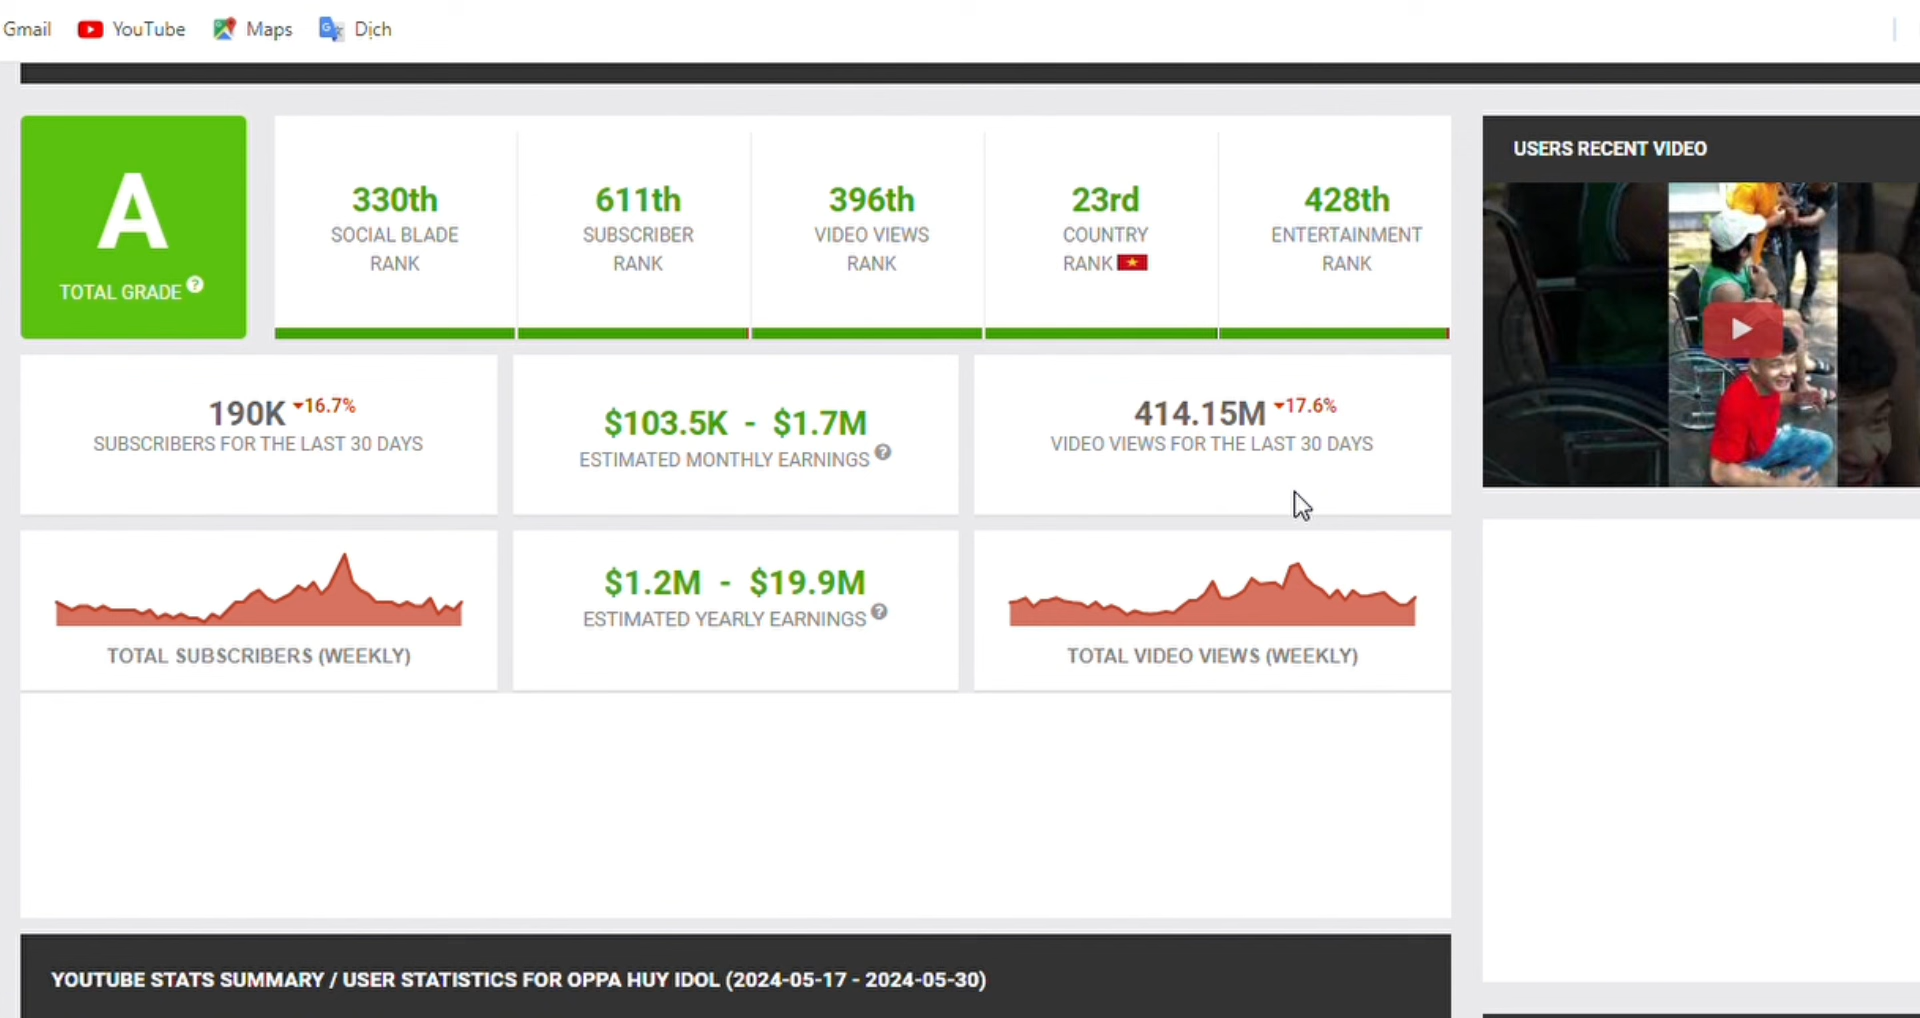 Gmail
YouTube
Maps
Dịch
A
TOTAL GRADE ?
330th
SOCIAL BLADE
RANK
611th
SUBSCRIBER
RANK
396th
VIDEO VIEWS
RANK
23rd
COUNTRY
RANK
428th
ENTERTAINMENT
RANK
USERS RECENT VIDEO
190K 16.7%
SUBSCRIBERS FOR THE LAST 30 DAYS
$103.5K - $1.7M
ESTIMATED MONTHLY EARNINGS ?
414.15M 17.6%
VIDEO VIEWS FOR THE LAST 30 DAYS
TOTAL SUBSCRIBERS (WEEKLY)
$1.2M - $19.9M
ESTIMATED YEARLY EARNINGS ?
TOTAL VIDEO VIEWS (WEEKLY)
YOUTUBE STATS SUMMARY / USER STATISTICS FOR OPPA HUY IDOL (2024-05-17 - 2024-05-30)